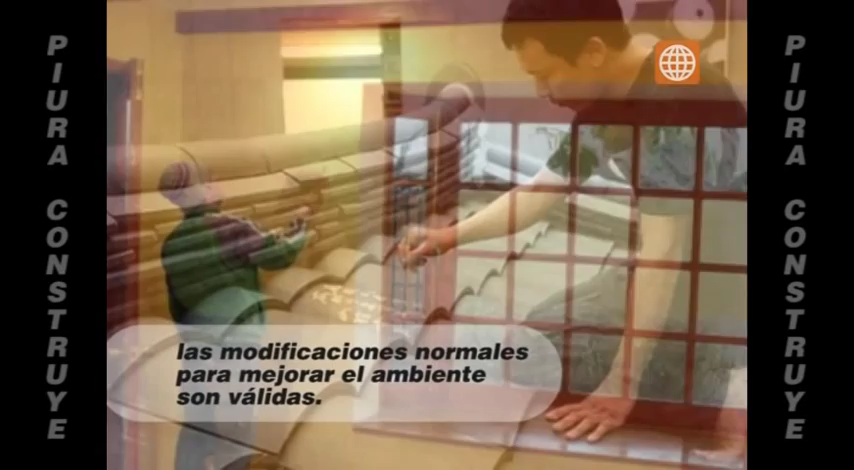 PIURA CONSTRUYE
las modificaciones normales
para mejorar el ambiente
son válidas.
PIURA CONSTRUYE